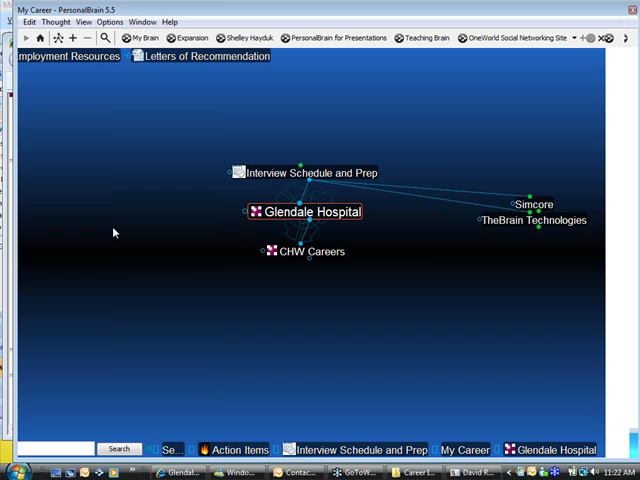 My Career - PersonalBrain 5.5
Edit Thought View Options Window Help
My Brain Expansion Shelley Hayduk PersonalBrain for Presentations Teaching Brain OneWorld Social Networking Site
mployment Resources Letters of Recommendation
Interview Schedule and Prep
Simcore
Glendale Hospital
TheBrain Technologies
CHW Careers
Search Se... Action Items Interview Schedule and Prep My Career Glendale Hospital
Glendal... Window... Contac... GoToW... Career I... David R... 11:22 AM